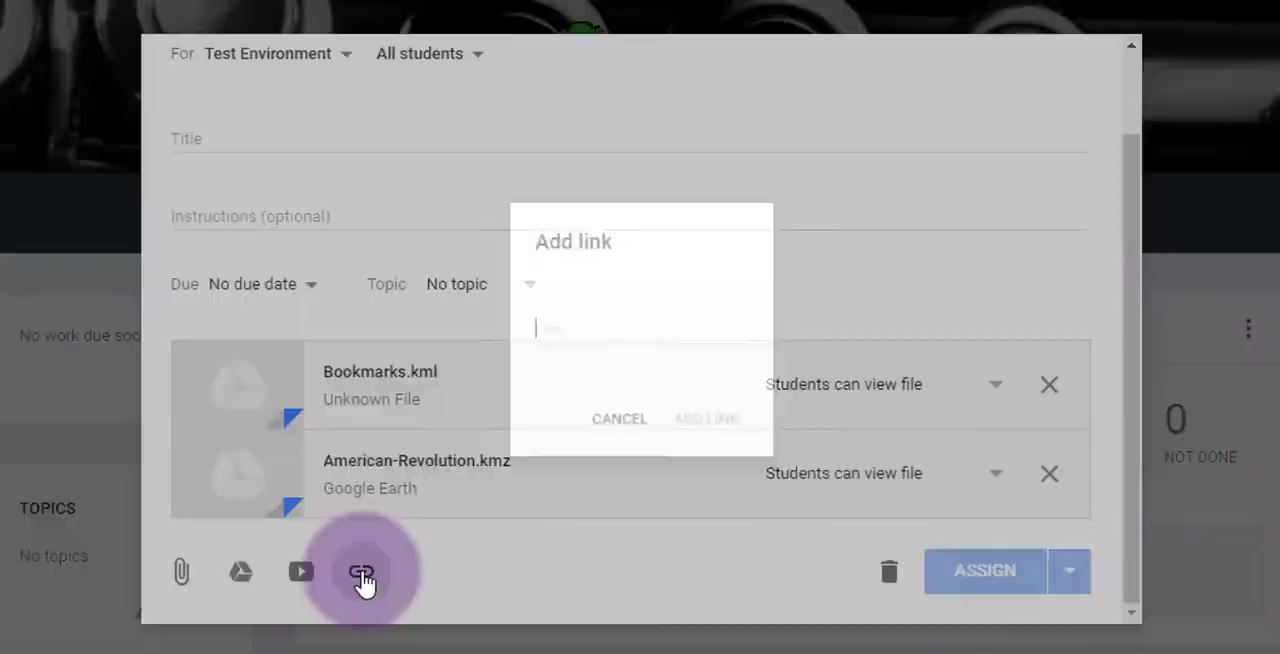 For Test Environment All students
Title
Instructions (optional)
Add link
Due No due date Topic No topic
No work due soo
Bookmarks.kml
Unknown File
Students can view file
CANCEL ADD LINK
0
NOT DONE
American-Revolution.kmz
Google Earth
Students can view file
TOPICS
No topics
ASSIGN